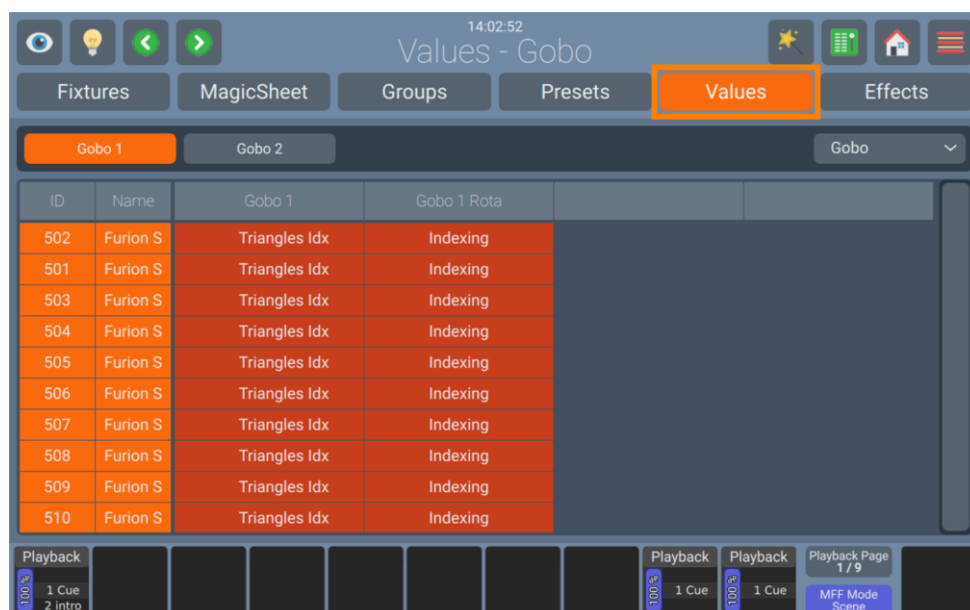 14:02:52
Values - Gobo
Fixtures MagicSheet Groups Presets Values Effects
Gobo 1 Gobo 2 Gobo
ID Name Gobo 1 Gobo 1 Rota
502 Furion S Triangles Idx Indexing
501 Furion S Triangles Idx Indexing
503 Furion S Triangles Idx Indexing
504 Furion S Triangles Idx Indexing
505 Furion S Triangles Idx Indexing
506 Furion S Triangles Idx Indexing
507 Furion S Triangles Idx Indexing
508 Furion S Triangles Idx Indexing
509 Furion S Triangles Idx Indexing
510 Furion S Triangles Idx Indexing
Playback Playback Playback Playback Page
1 / 9
100 % 1 Cue 100 % 1 Cue 100 % 1 Cue MFF Mode
2 intro Scene